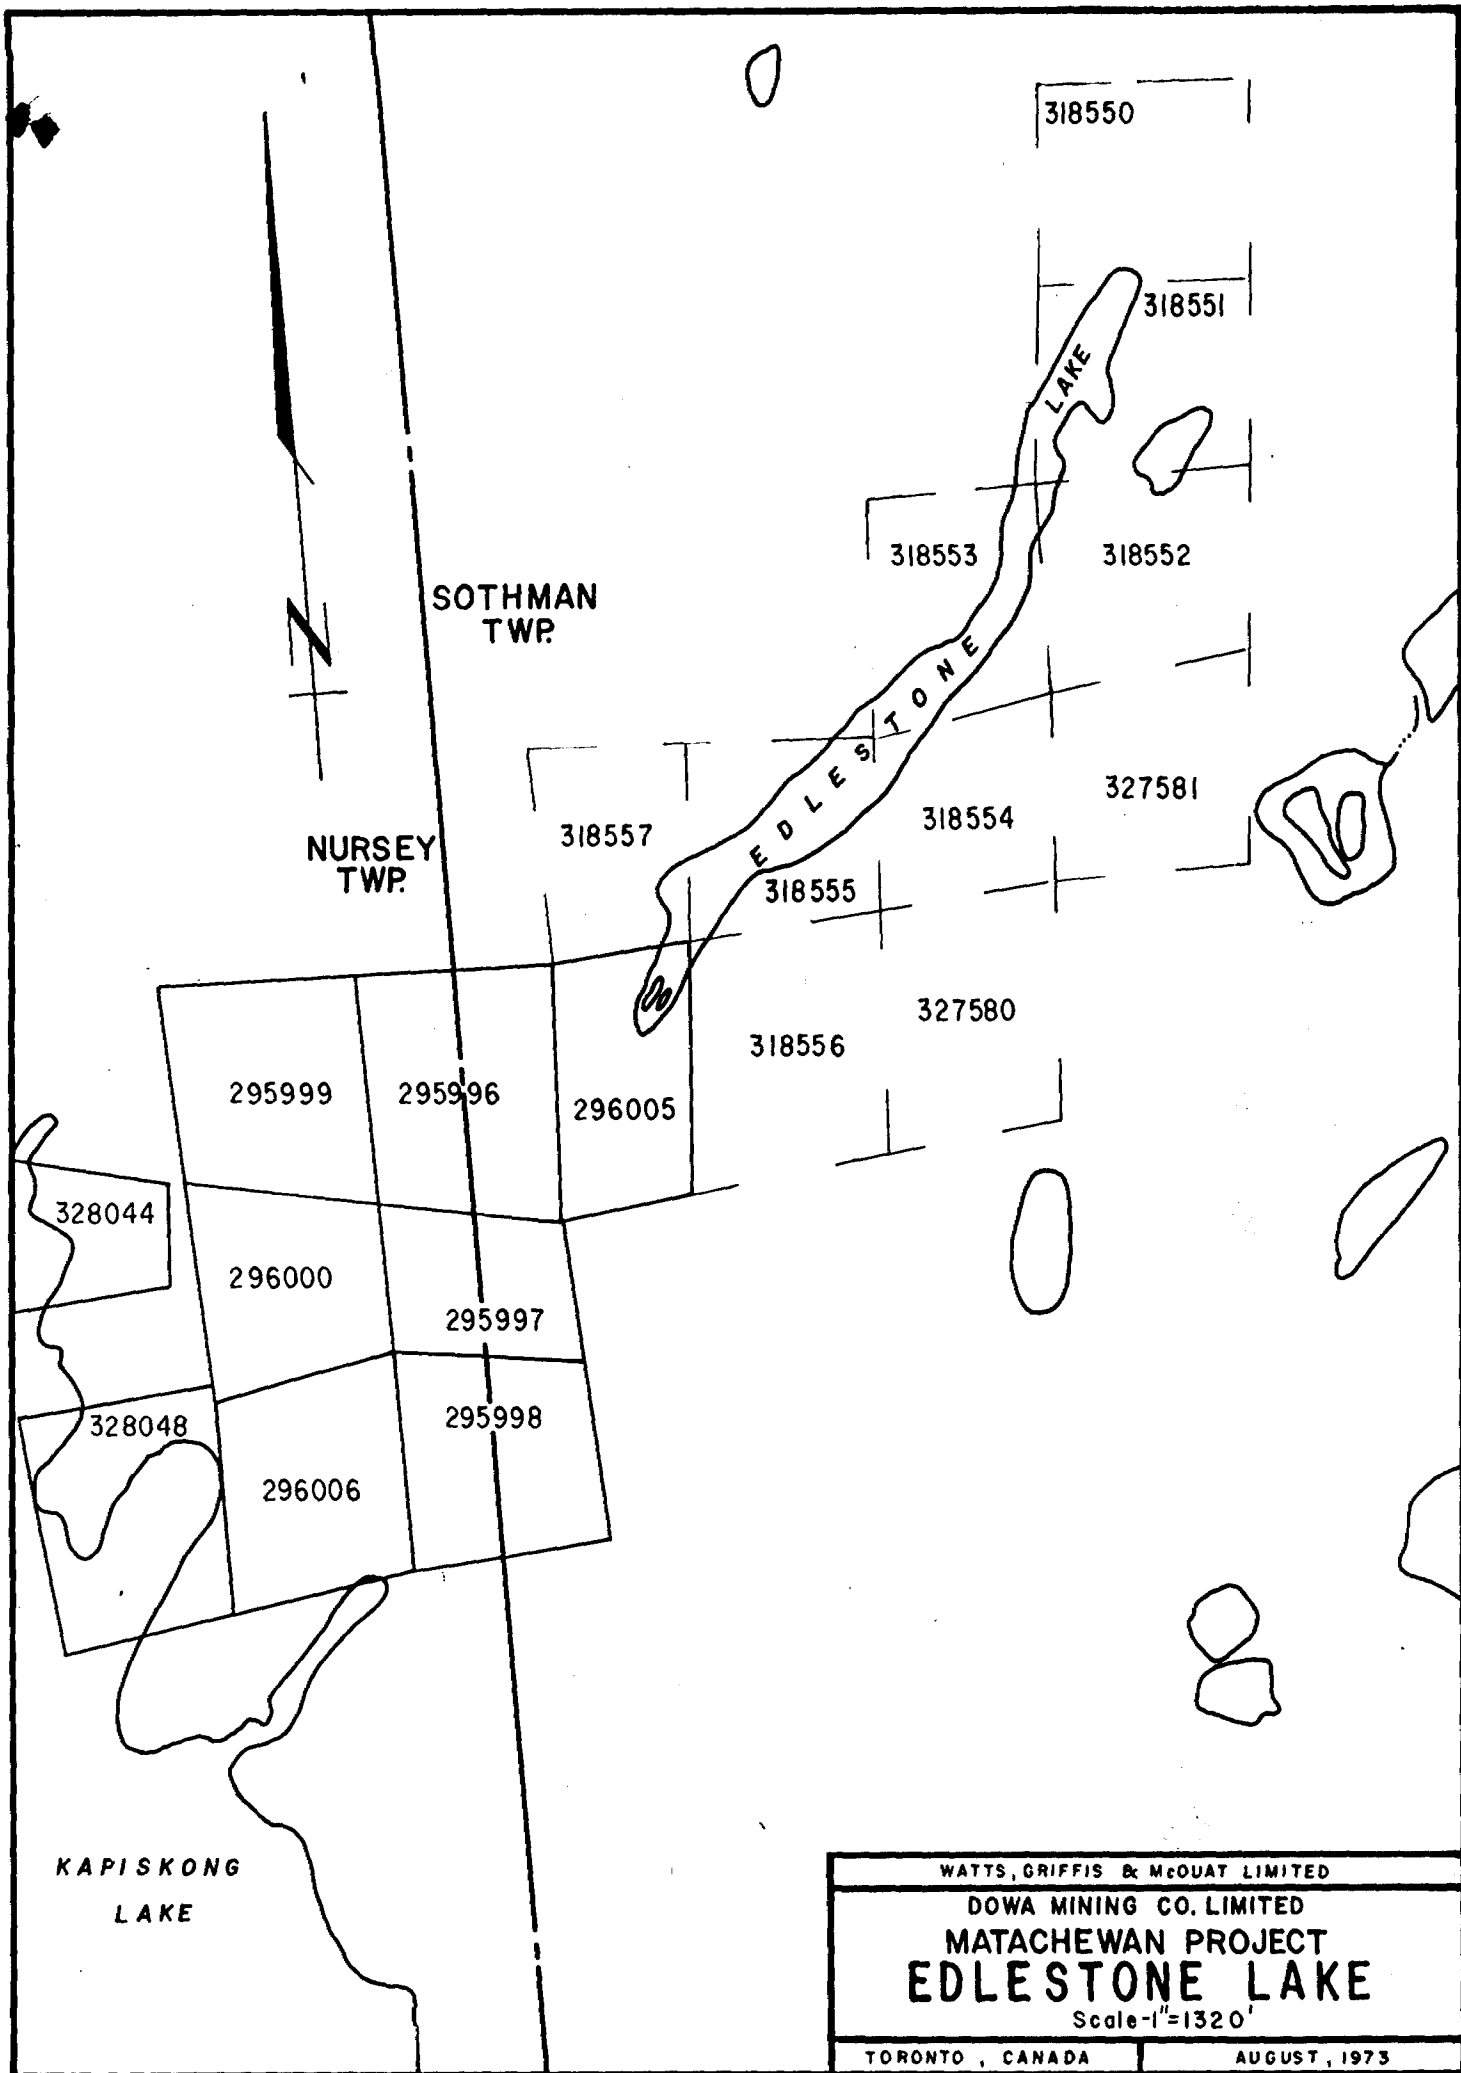 318550
318551
LAKE
318553
318552
SOTHMAN
TWP.
N
EDLESTONE
327581
318554
318557
NURSEY
TWP.
318555
327580
318556
295999
295996
296005
328044
296000
295997
328048
295998
296006
KAPISKONG
LAKE
WATTS, GRIFFIS & McOUAT LIMITED
DOWA MINING CO. LIMITED
MATACHEWAN PROJECT
EDLESTONE LAKE
Scale-1"=1320'
TORONTO, CANADA
AUGUST, 1973